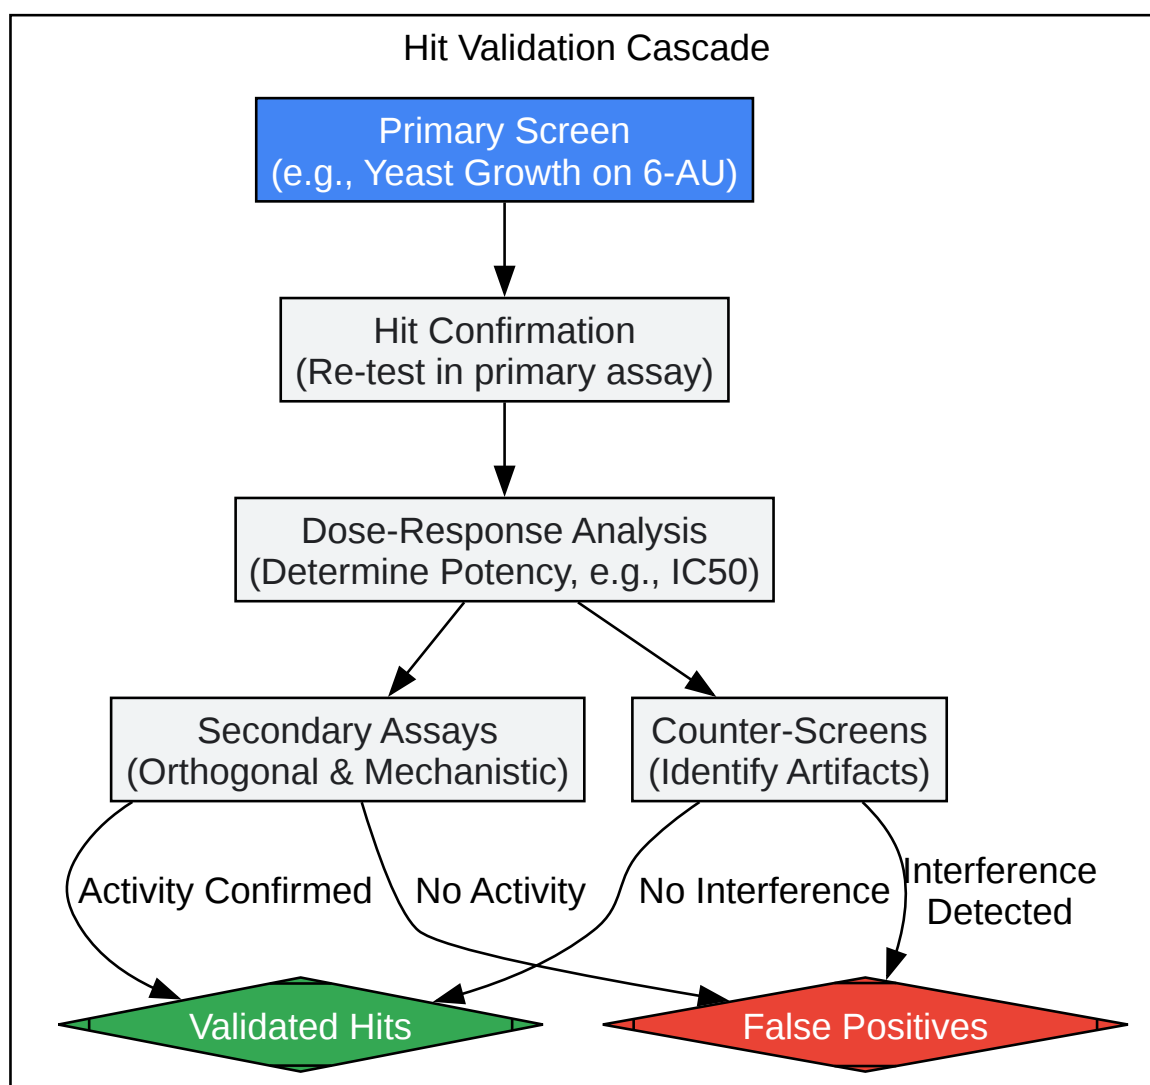 Hit Validation Cascade
Primary Screen
(e.g., Yeast Growth on 6-AU)
Hit Confirmation
(Re-test in primary assay)
Dose-Response Analysis
(Determine Potency, e.g., IC50)
Secondary Assays
(Orthogonal & Mechanistic)
Counter-Screens
(Identify Artifacts)
Activity Confirmed
No Activity
No Interference
Interference
Detected
Validated Hits
False Positives